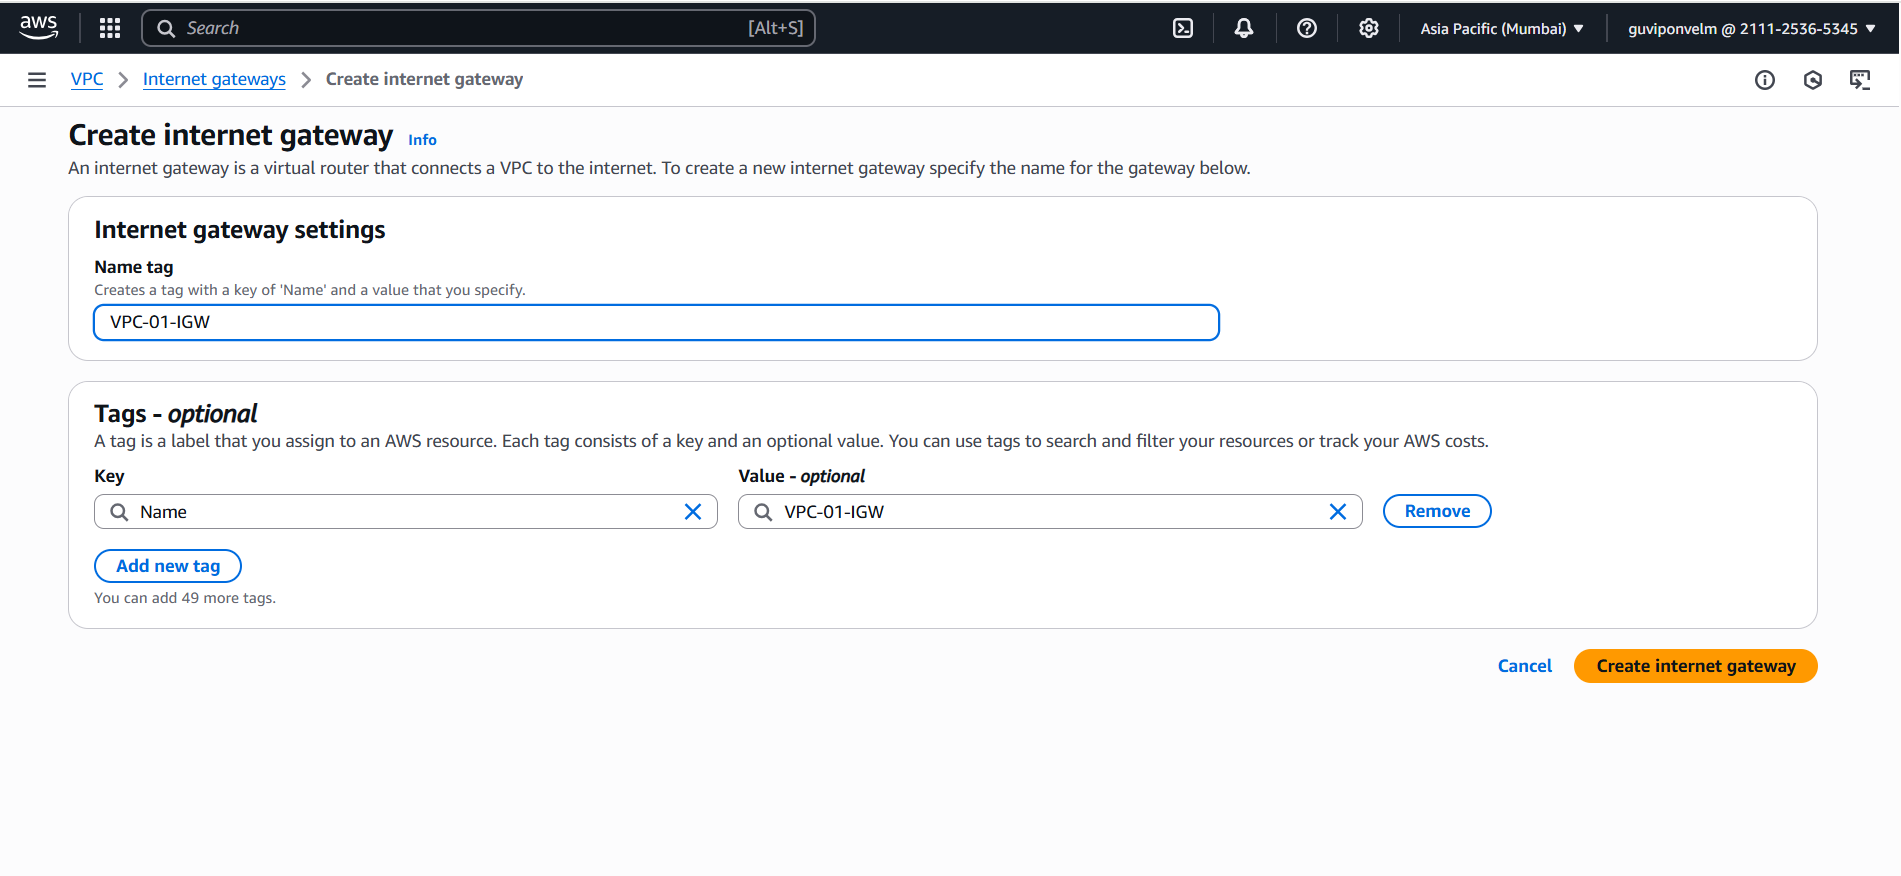 aws Search [Alt+S] Asia Pacific (Mumbai) guviponvelm @ 2111-2536-5345
VPC Internet gateways Create internet gateway
Create internet gateway Info
An internet gateway is a virtual router that connects a VPC to the internet. To create a new internet gateway specify the name for the gateway below.
Internet gateway settings
Name tag
Creates a tag with a key of 'Name' and a value that you specify.
VPC-01-IGW
Tags - optional
A tag is a label that you assign to an AWS resource. Each tag consists of a key and an optional value. You can use tags to search and filter your resources or track your AWS costs.
Key Value - optional
Name VPC-01-IGW Remove
Add new tag
You can add 49 more tags.
Cancel Create internet gateway